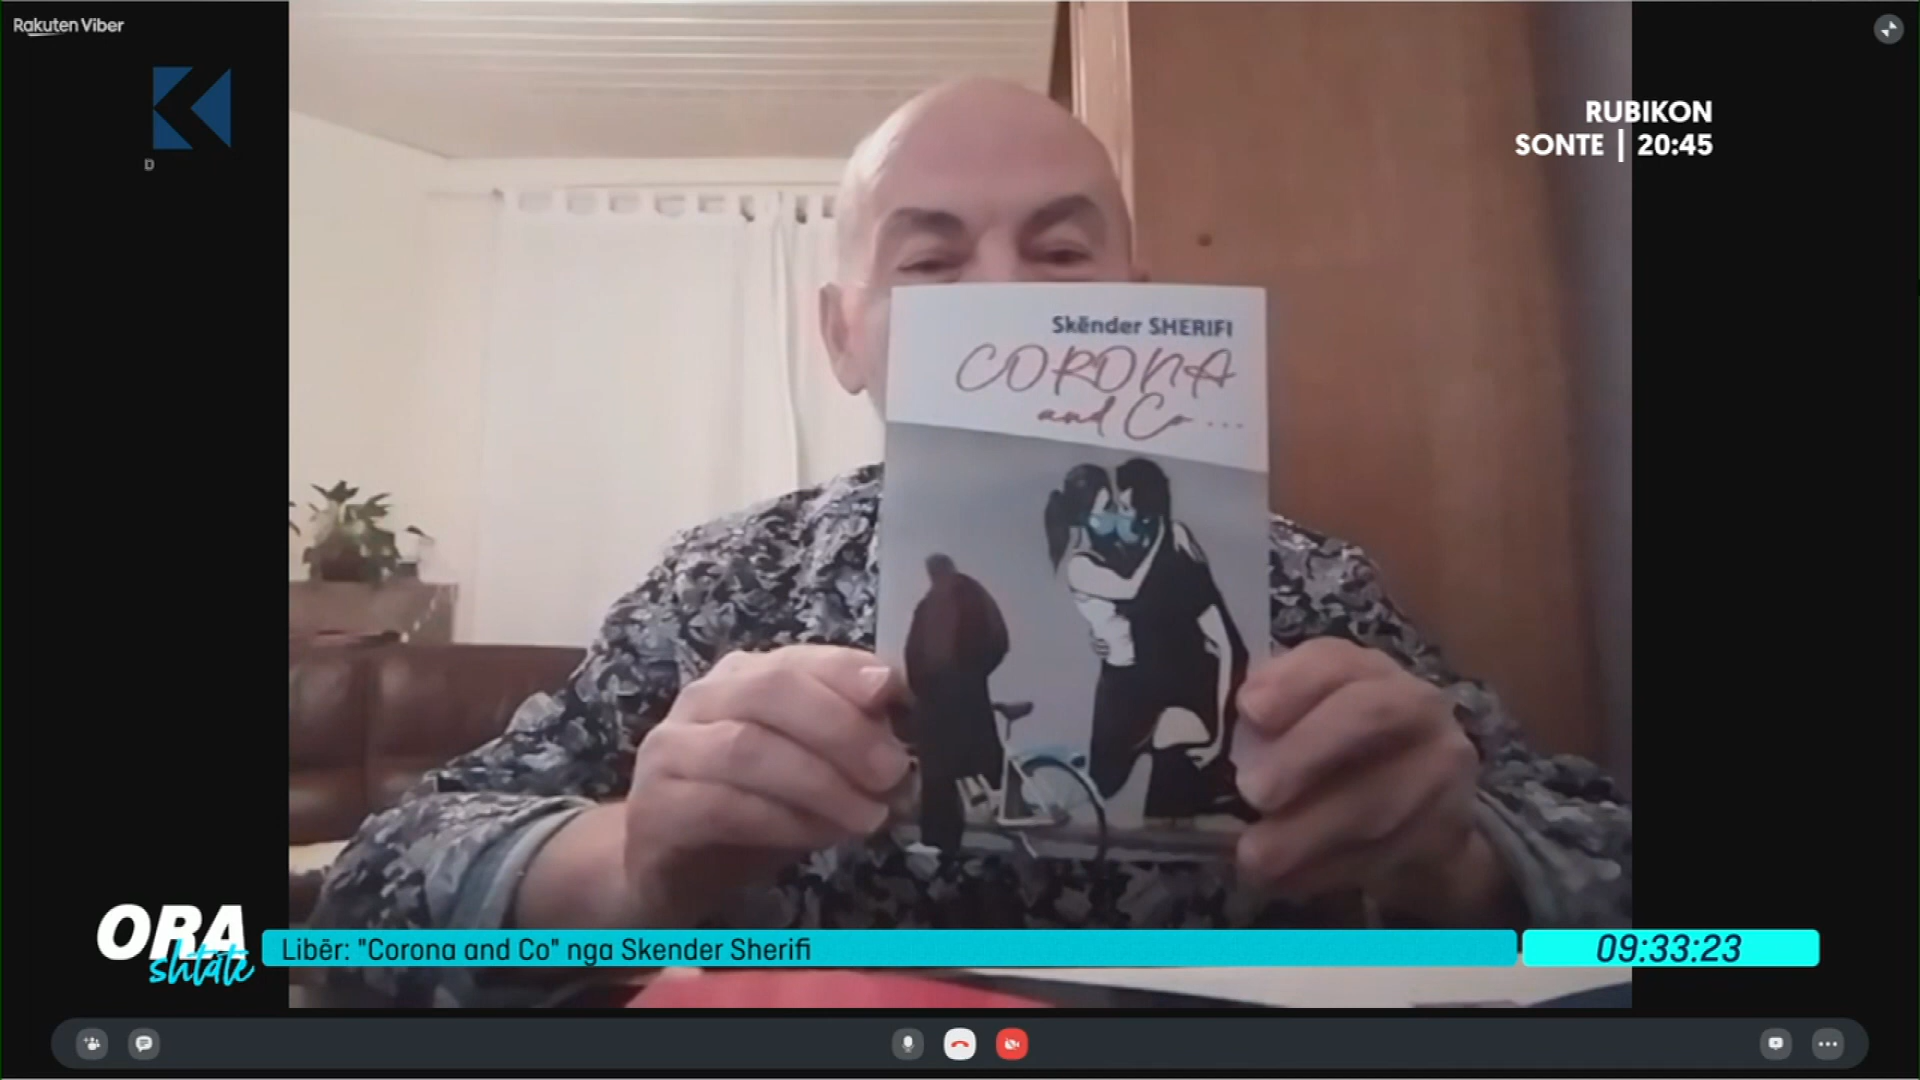 Rakuten Viber
D
RUBIKON
SONTE | 20:45
Skënder SHERIFI
CORONA
and Co ...
ORA
shtatë
Libër: "Corona and Co" nga Skender Sherifi
09:33:23